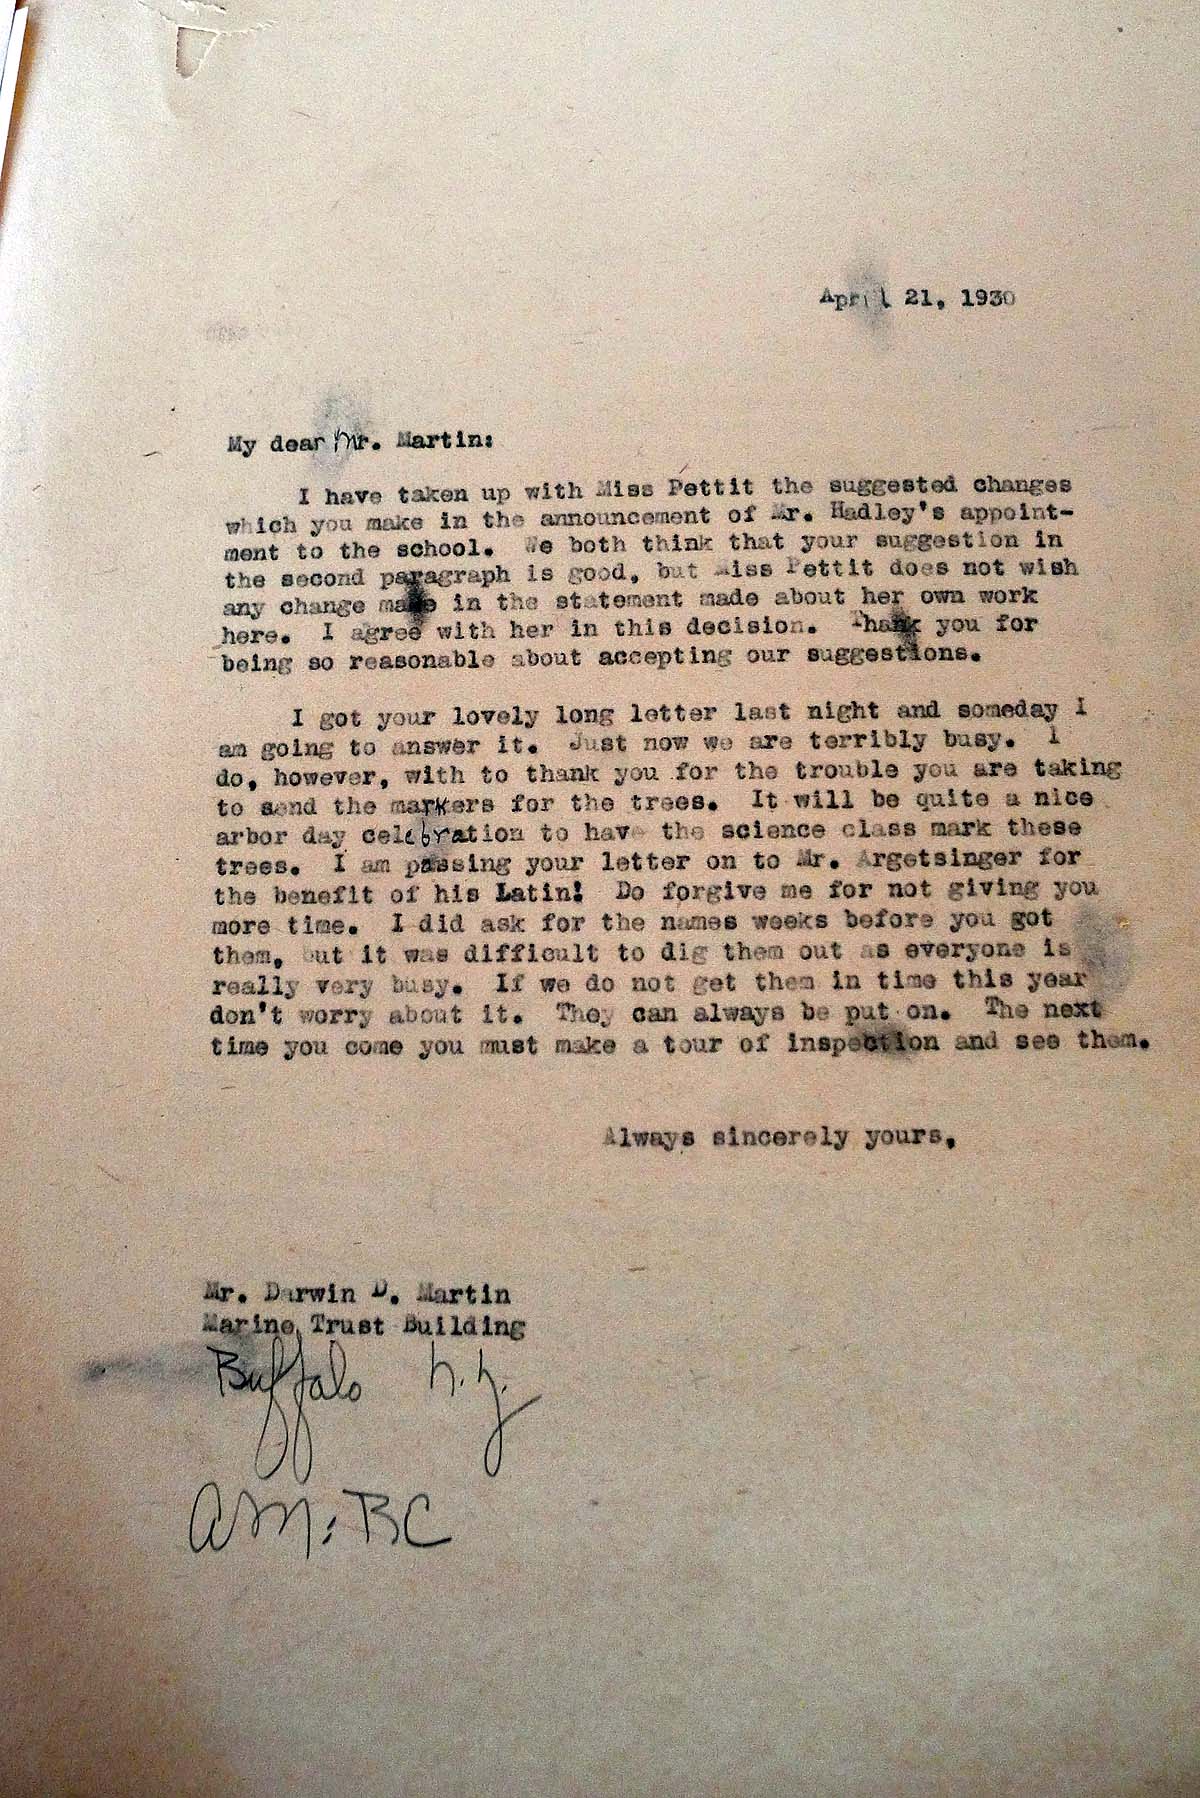 April 21, 1930
My dear Mr. Martin:
I have taken up with Miss Pettit the suggested changes
which you make in the announcement of Mr. Hadley's appoint-
ment to the school. We both think that your suggestion in
the second paragraph is good, but Miss Pettit does not wish
any change made in the statement made about her own work
here. I agree with her in this decision. Thank you for
being so reasonable about accepting our suggestions.
I got your lovely long letter last night and someday I
am going to answer it. Just now we are terribly busy. I
do, however, with to thank you for the trouble you are taking
to send the markers for the trees. It will be quite a nice
arbor day celebration to have the science class mark these
trees. I am passing your letter on to Mr. Argetsinger for
the benefit of his Latin! Do forgive me for not giving you
more time. I did ask for the names weeks before you got
them, but it was difficult to dig them out as everyone is
really very busy. If we do not get them in time this year
don't worry about it. They can always be put on. The next
time you come you must make a tour of inspection and see them.
Always sincerely yours,
Mr. Darwin D. Martin
Marine Trust Building
Buffalo N.Y.
AM:BC